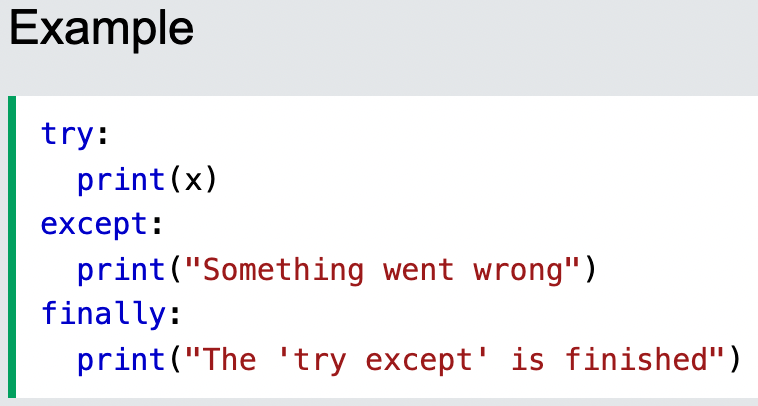 Example
try:
  print(x)
except:
  print("Something went wrong")
finally:
  print("The 'try except' is finished")